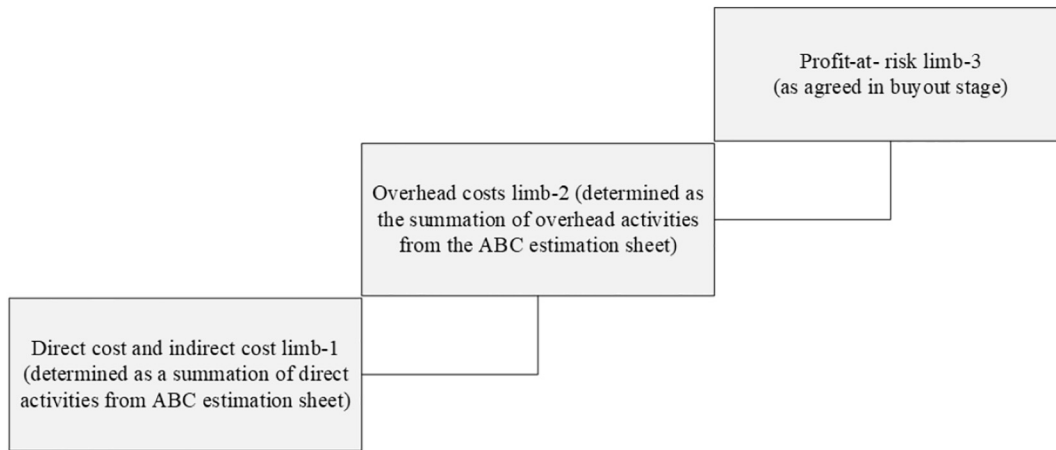 Profit-at- risk limb-3
(as agreed in buyout stage)
Overhead costs limb-2 (determined as
the summation of overhead activities
from the ABC estimation sheet)
Direct cost and indirect cost limb-1
(determined as a summation of direct
activities from ABC estimation sheet)